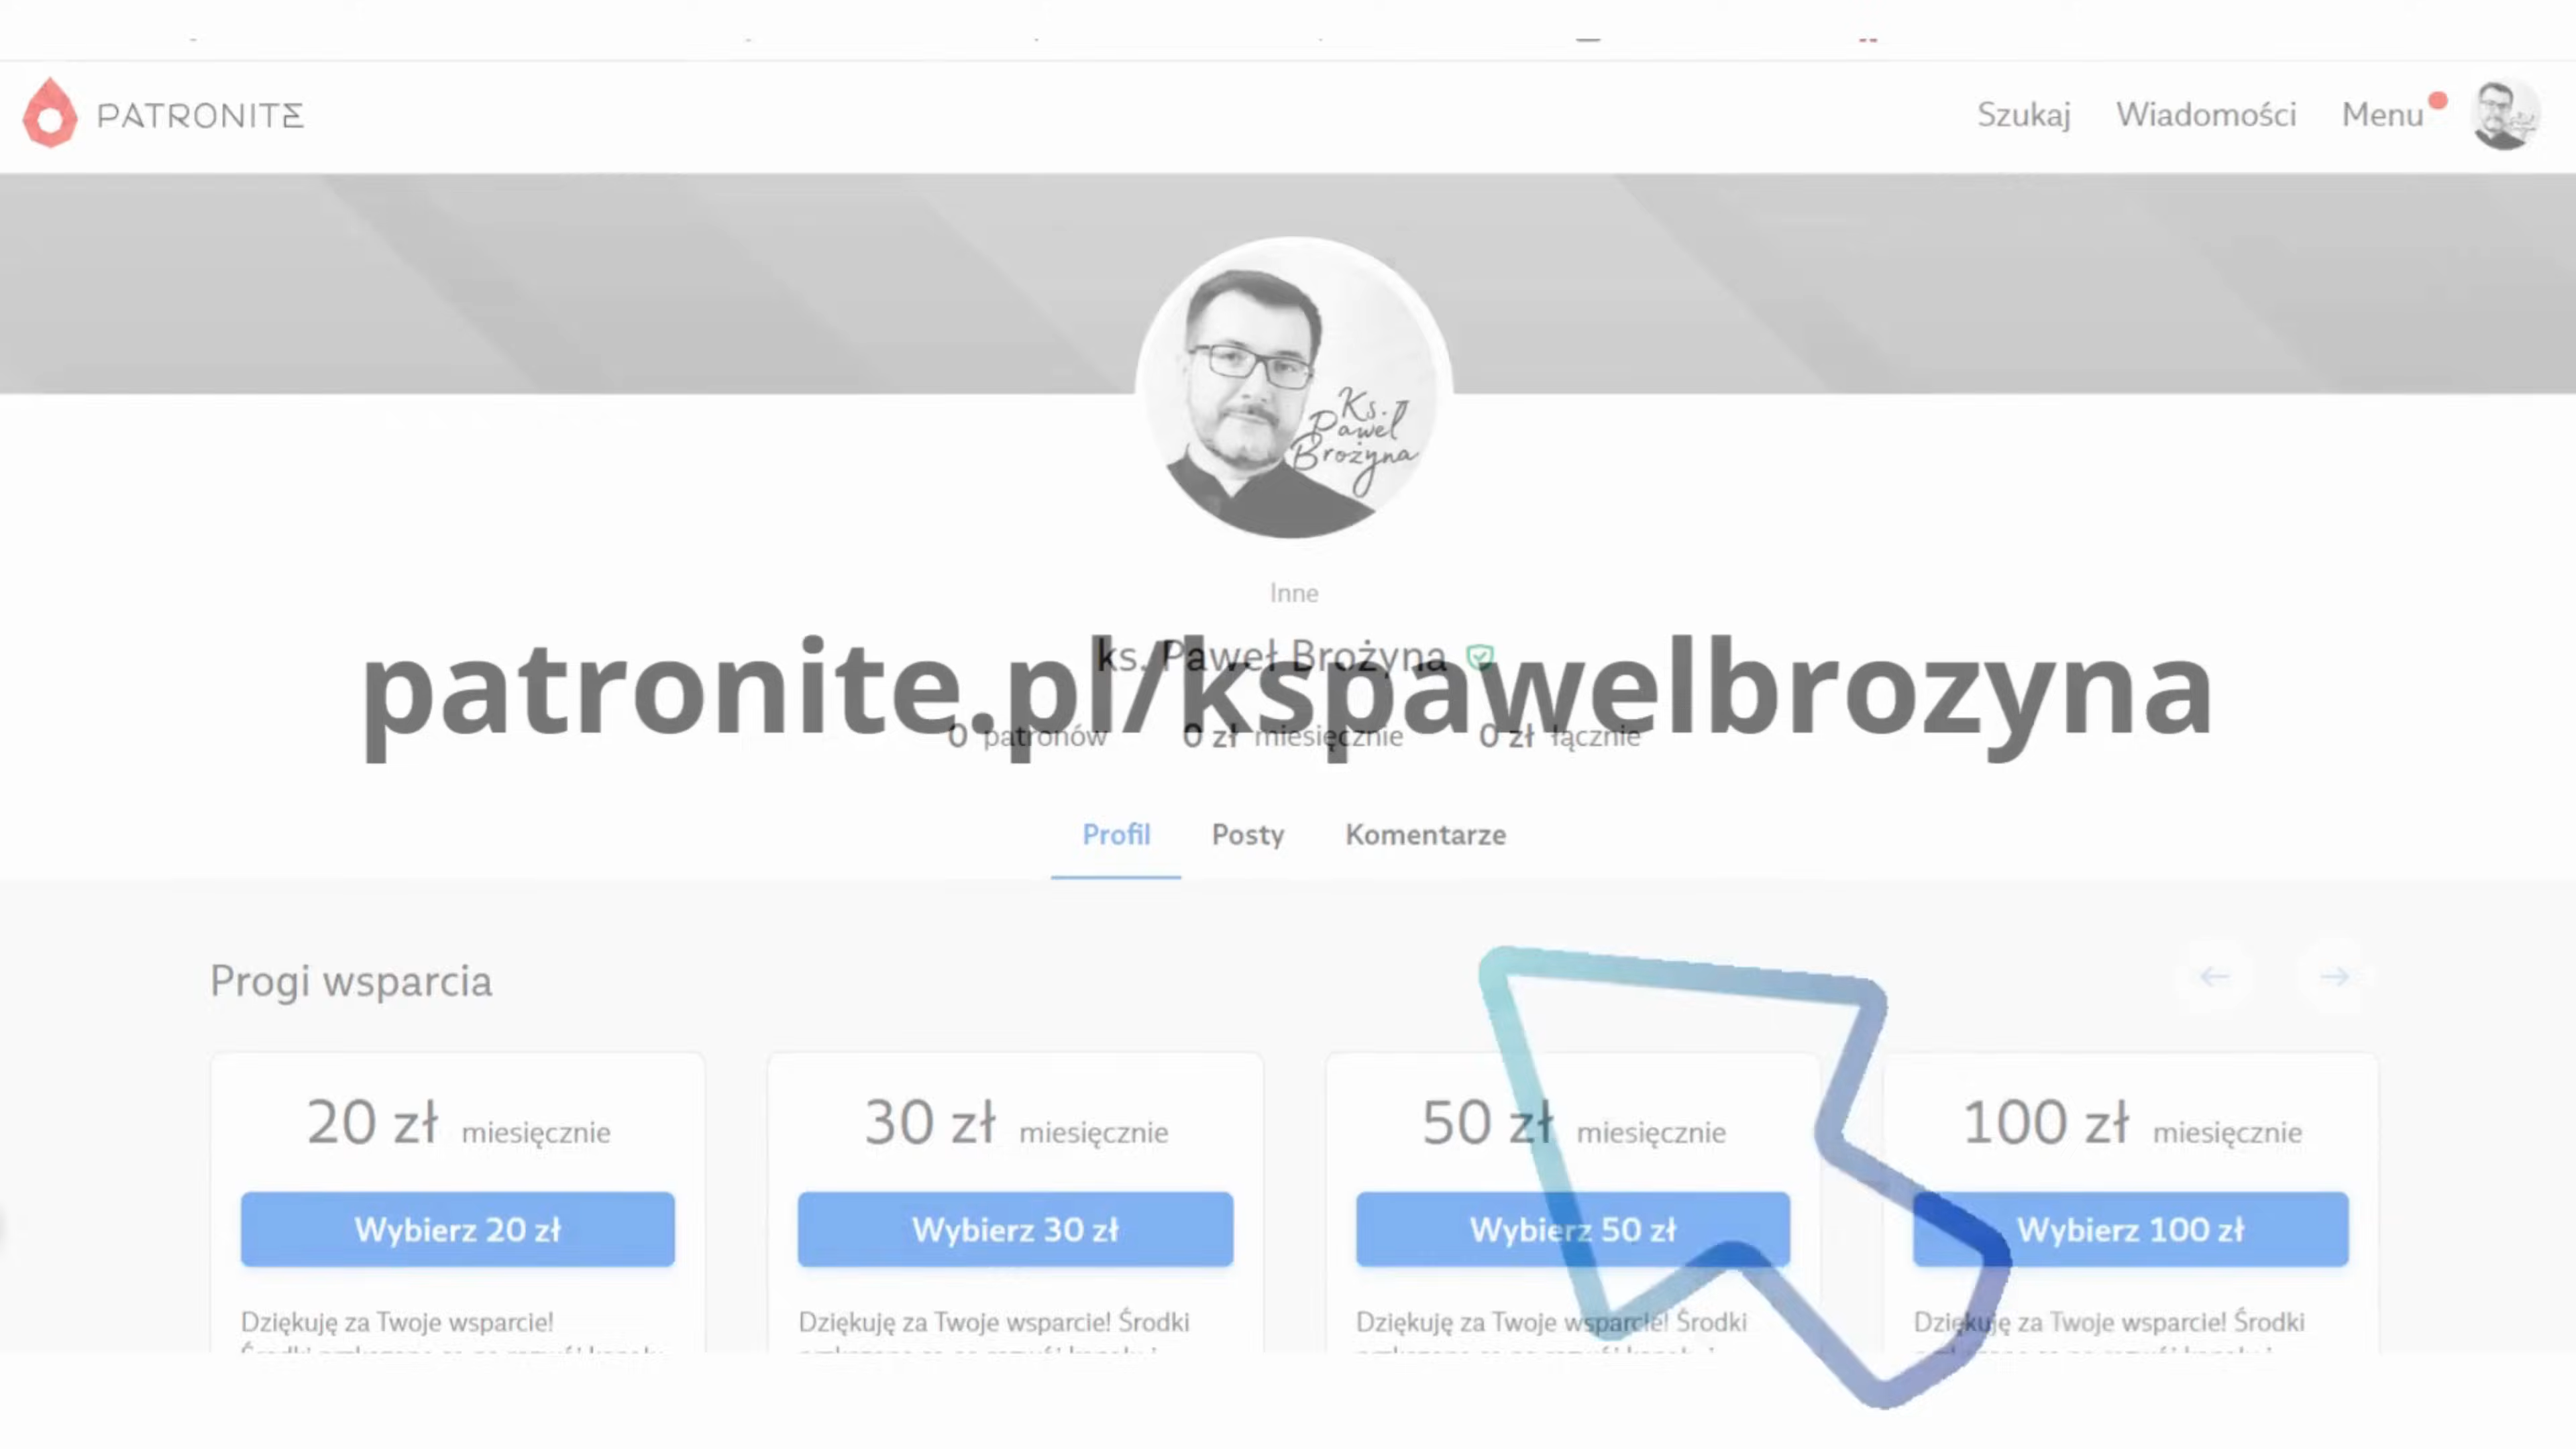 PATRONITE
Szukaj Wiadomości Menu
Ks.
Paweł
Brożyna
Inne
ks. Paweł Brożyna
patronite.pl/kspawelbrozyna
0 patronów 0 zł miesięcznie 0 zł łącznie
Profil Posty Komentarze
Progi wsparcia
20 zł miesięcznie
Wybierz 20 zł
Dziękuję za Twoje wsparcie!
30 zł miesięcznie
Wybierz 30 zł
Dziękuję za Twoje wsparcie! Środki
50 zł miesięcznie
Wybierz 50 zł
Dziękuję za Twoje wsparcie! Środki
100 zł miesięcznie
Wybierz 100 zł
Dziękuję za Twoje wsparcie! Środki